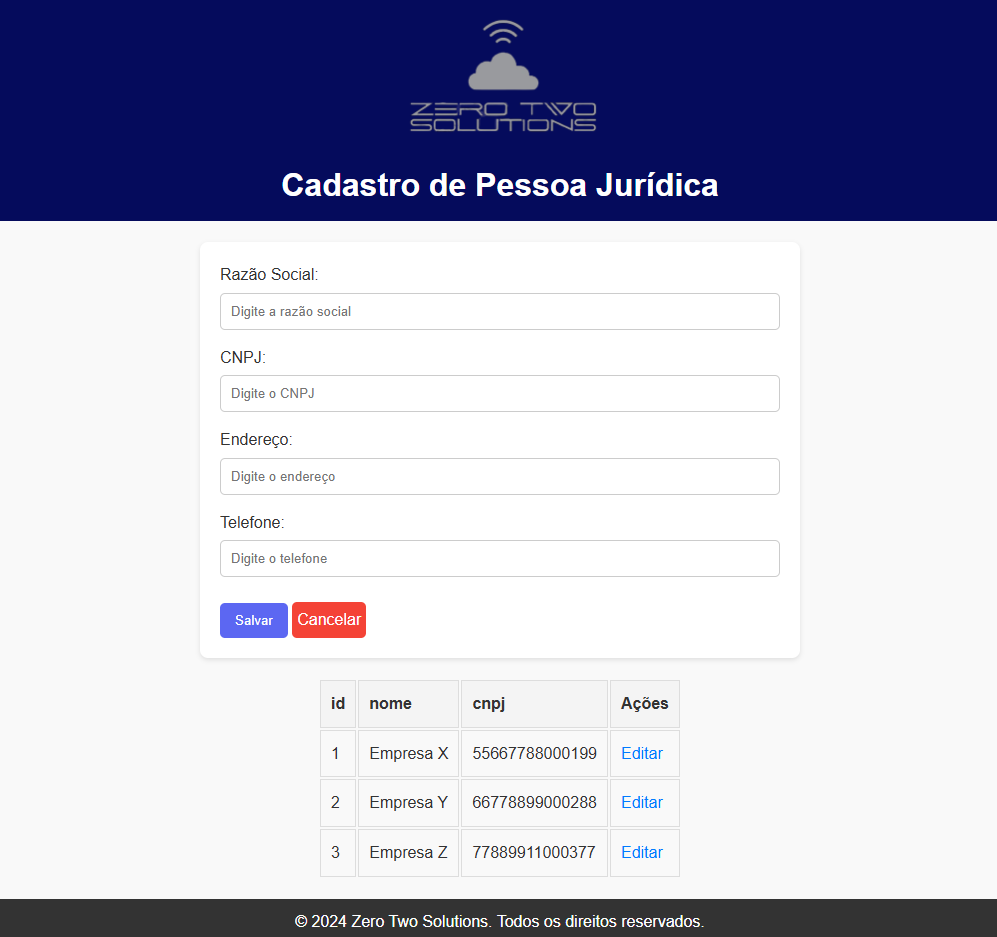 ZERO TWO
SOLUTIONS
Cadastro de Pessoa Jurídica
Razão Social:
Digite a razão social
CNPJ:
Digite o CNPJ
Endereço:
Digite o endereço
Telefone:
Digite o telefone
Salvar Cancelar
id nome cnpj Ações
1 Empresa X 55667788000199 Editar
2 Empresa Y 66778899000288 Editar
3 Empresa Z 77889911000377 Editar
© 2024 Zero Two Solutions. Todos os direitos reservados.